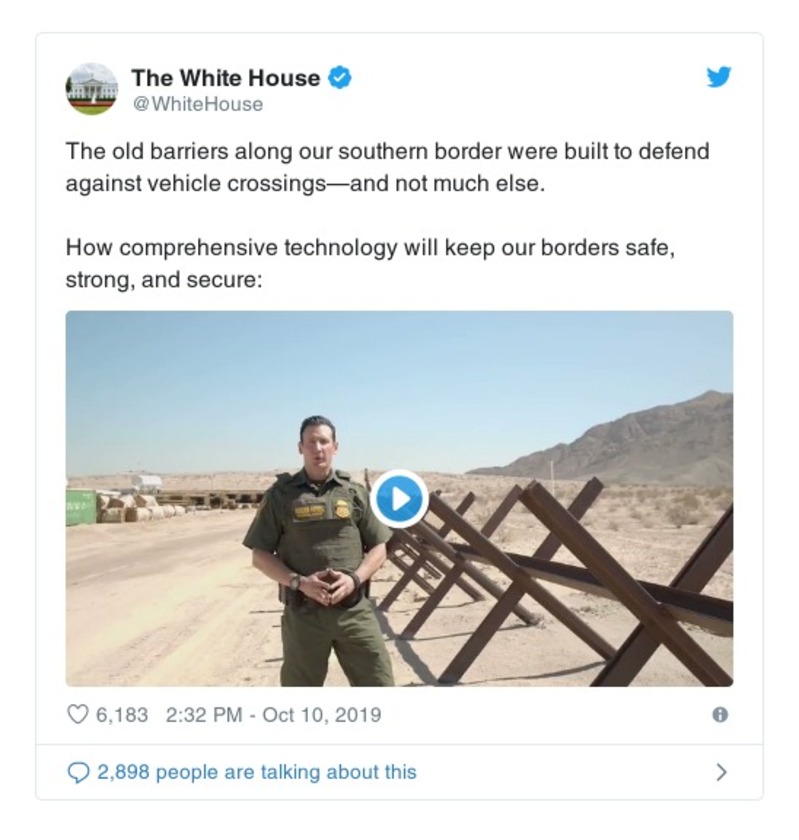 The White House
@WhiteHouse
The old barriers along our southern border were built to defend
against vehicle crossings—and not much else.
How comprehensive technology will keep our borders safe,
strong, and secure:
6,183 2:32 PM - Oct 10, 2019
2,898 people are talking about this